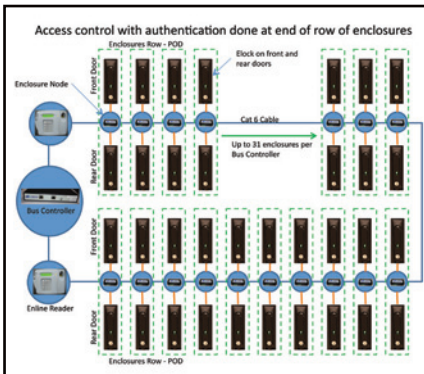 Access control with authentication done at end of row of enclosures
Enclosures Row - POD
Elock on front and
rear doors
Front Door
Enclosure Node
Cat 6 Cable
Up to 31 enclosures per
Bus Controller
Rear Door
Bus Controller
Front Door
Enline Reader
Rear Door
Enclosures Row - POD